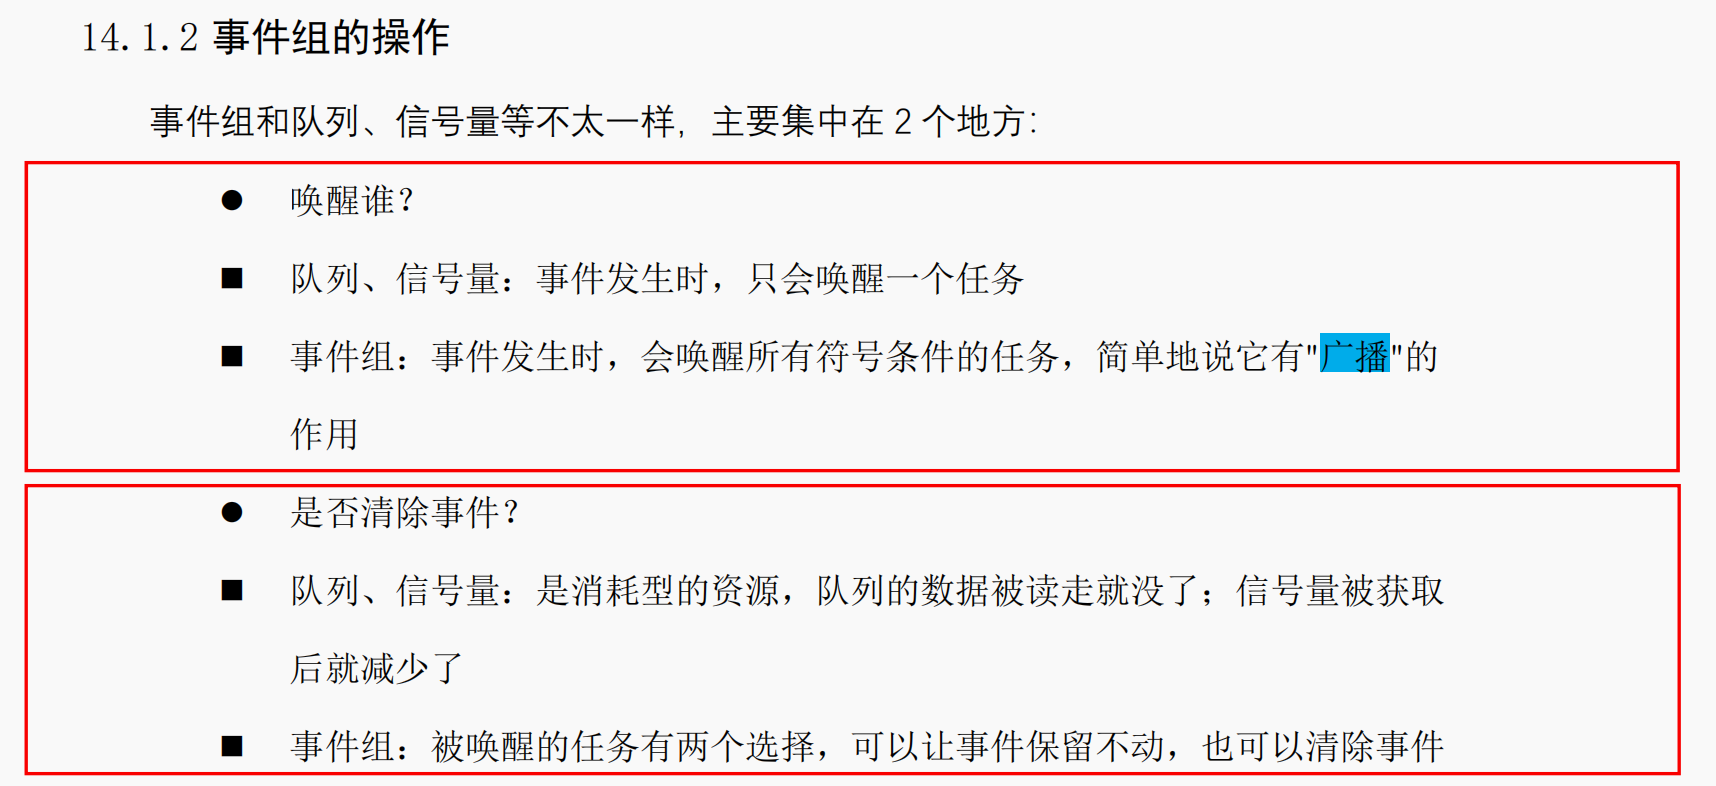 14.1.2 事件组的操作
事件组和队列、信号量等不太一样，主要集中在 2 个地方：
● 唤醒谁？
■ 队列、信号量：事件发生时，只会唤醒一个任务
■ 事件组：事件发生时，会唤醒所有符号条件的任务，简单地说它有"广播"的
作用
● 是否清除事件？
■ 队列、信号量：是消耗型的资源，队列的数据被读走就没了；信号量被获取
后就减少了
■ 事件组：被唤醒的任务有两个选择，可以让事件保留不动，也可以清除事件